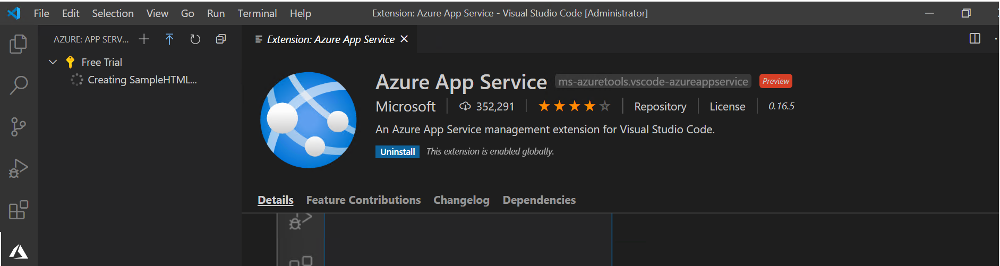 File Edit Selection View Go Run Terminal Help Extension: Azure App Service - Visual Studio Code [Administrator]
AZURE: APP SERV...
Free Trial
Creating SampleHTML...
Extension: Azure App Service
Azure App Service ms-azuretools.vscode-azureappservice Preview
Microsoft 352,291 Repository License 0.16.5
An Azure App Service management extension for Visual Studio Code.
Uninstall This extension is enabled globally.
Details Feature Contributions Changelog Dependencies